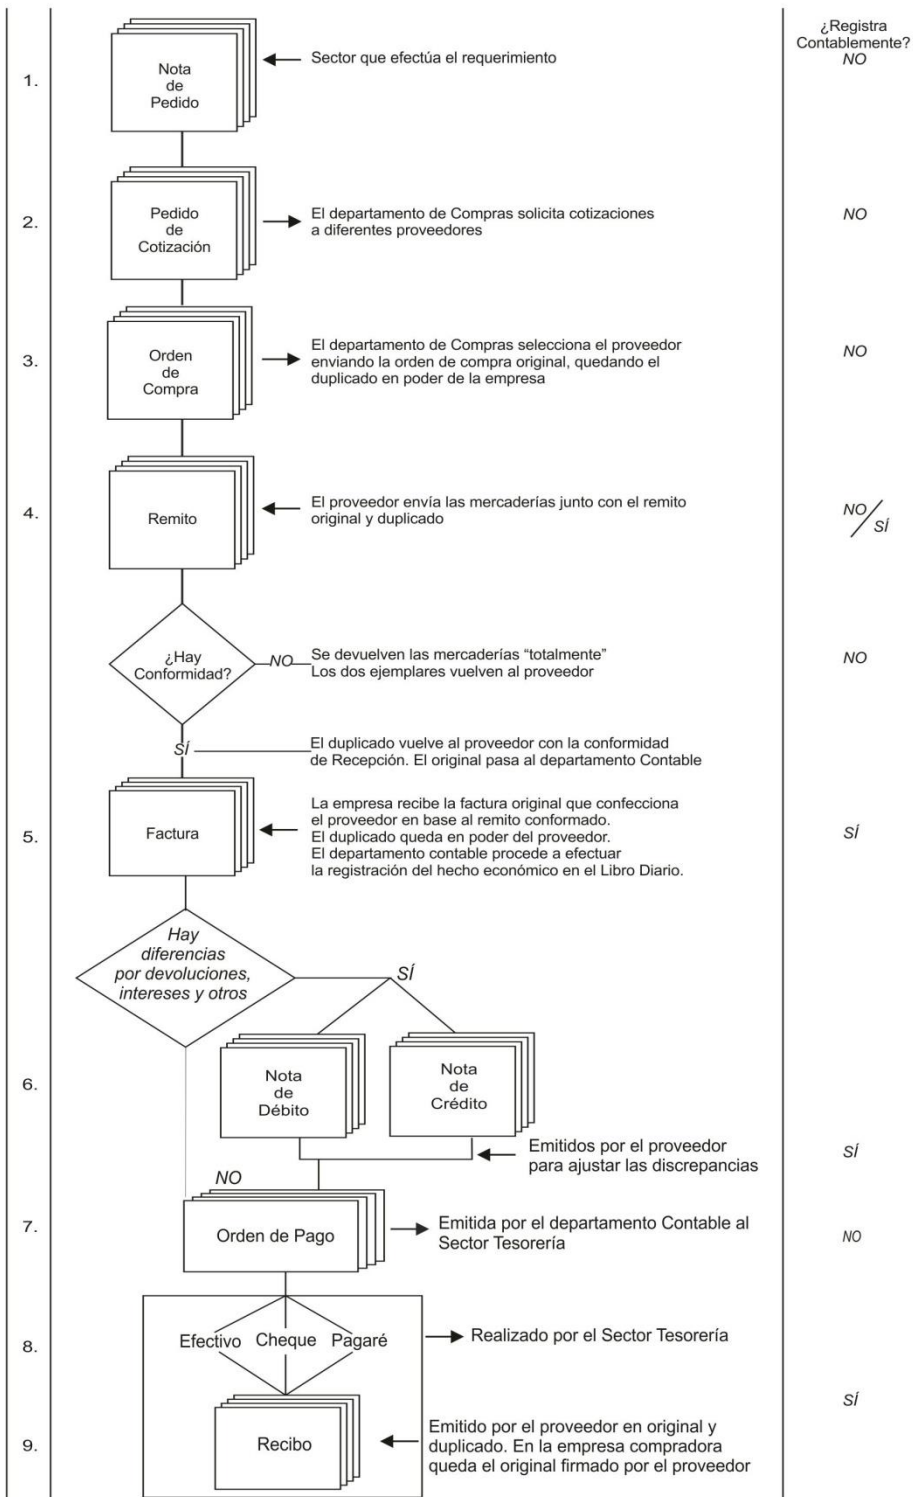 ¿Registra
Contablemente?
1.
Nota
de
Pedido
Sector que efectúa el requerimiento
NO
2.
Pedido
de
Cotización
El departamento de Compras solicita cotizaciones
a diferentes proveedores
NO
3.
Orden
de
Compra
El departamento de Compras selecciona el proveedor
enviando la orden de compra original, quedando el
duplicado en poder de la empresa
NO
4.
Remito
El proveedor envía las mercaderías junto con el remito
original y duplicado
NO/SÍ
¿Hay
Conformidad?
NO
Se devuelven las mercaderías “totalmente”
Los dos ejemplares vuelven al proveedor
NO
SÍ
El duplicado vuelve al proveedor con la conformidad
de Recepción. El original pasa al departamento Contable
5.
Factura
La empresa recibe la factura original que confecciona
el proveedor en base al remito conformado.
El duplicado queda en poder del proveedor.
El departamento contable procede a efectuar
la registración del hecho económico en el Libro Diario.
SÍ
Hay
diferencias
por devoluciones,
intereses y otros
SÍ
6.
Nota
de
Débito
Nota
de
Crédito
Emitidos por el proveedor
para ajustar las discrepancias
SÍ
NO
7.
Orden de Pago
Emitida por el departamento Contable al
Sector Tesorería
NO
8.
Efectivo Cheque Pagaré
Realizado por el Sector Tesorería
SÍ
9.
Recibo
Emitido por el proveedor en original y
duplicado. En la empresa compradora
queda el original firmado por el proveedor